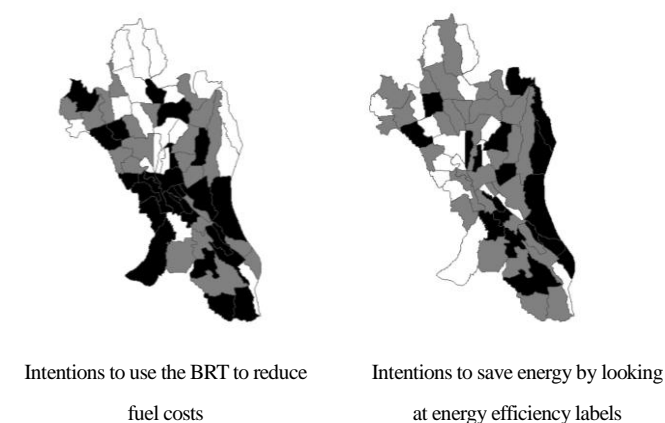 Intentions to use the BRT to reduce
fuel costs
Intentions to save energy by looking
at energy efficiency labels